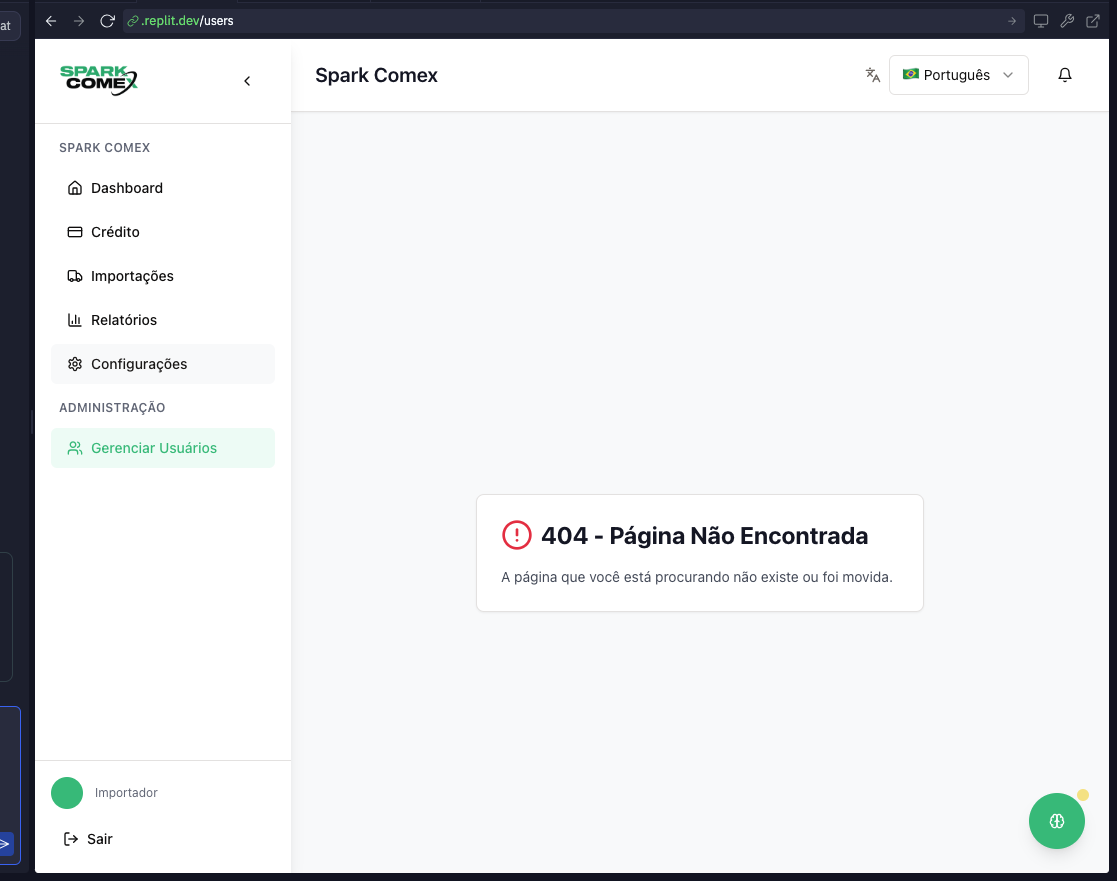 at
.replit.dev/users
SPARK
COMEX
Spark Comex
🇧🇷 Português
SPARK COMEX
Dashboard
Crédito
Importações
Relatórios
Configurações
ADMINISTRAÇÃO
Gerenciar Usuários
404 - Página Não Encontrada
A página que você está procurando não existe ou foi movida.
Importador
Sair